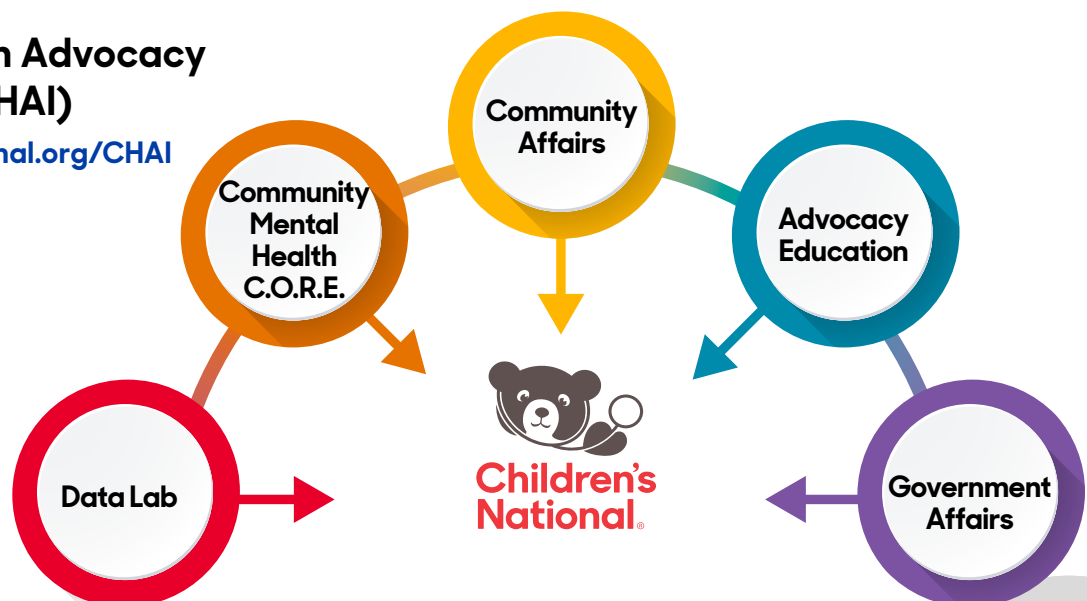 n Advocacy
HAI)
nal.org/CHAI
Community
Affairs
Community
Mental
Health
C.O.R.E.
Advocacy
Education
Data Lab
Children's
National®
Government
Affairs